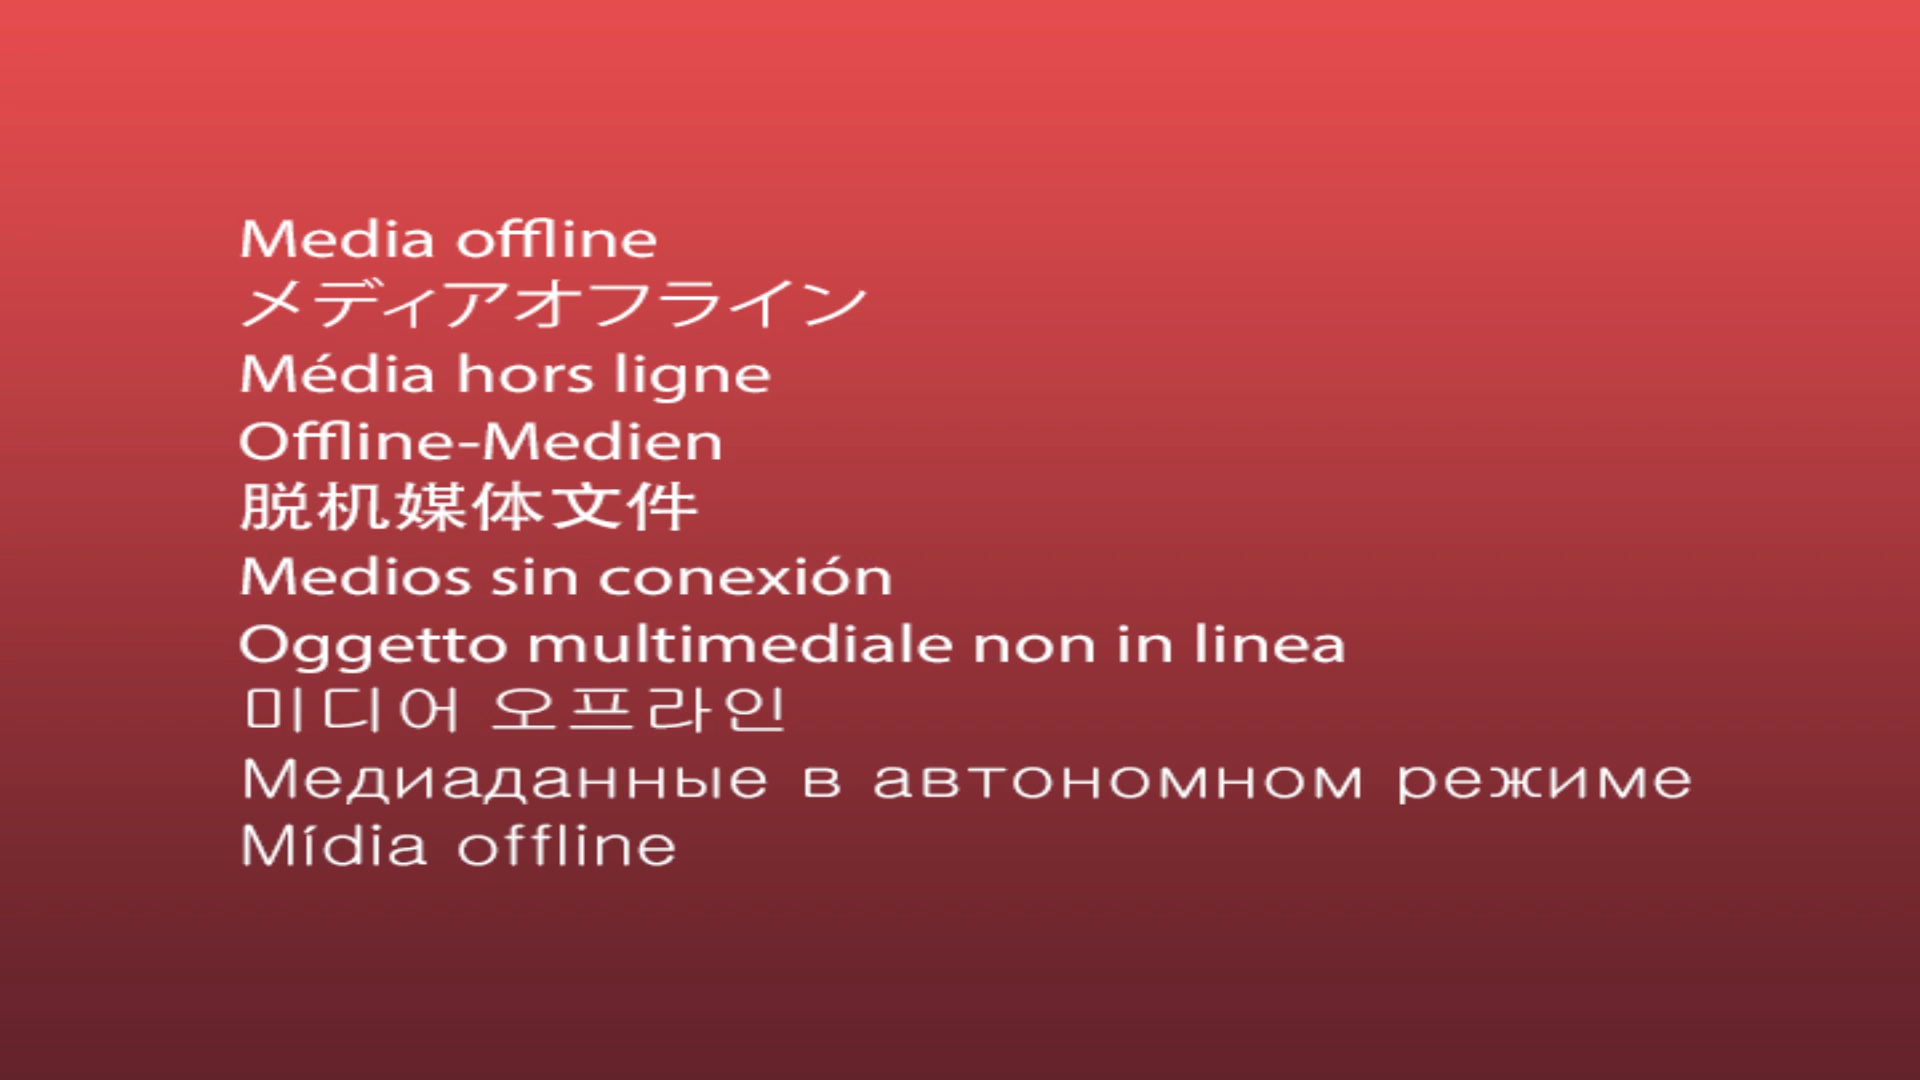 Media offline
メディアオフライン
Média hors ligne
Offline-Medien
脱机媒体文件
Medios sin conexión
Oggetto multimediale non in linea
미디어 오프라인
Медиаданные в автономном режиме
Mídia offline